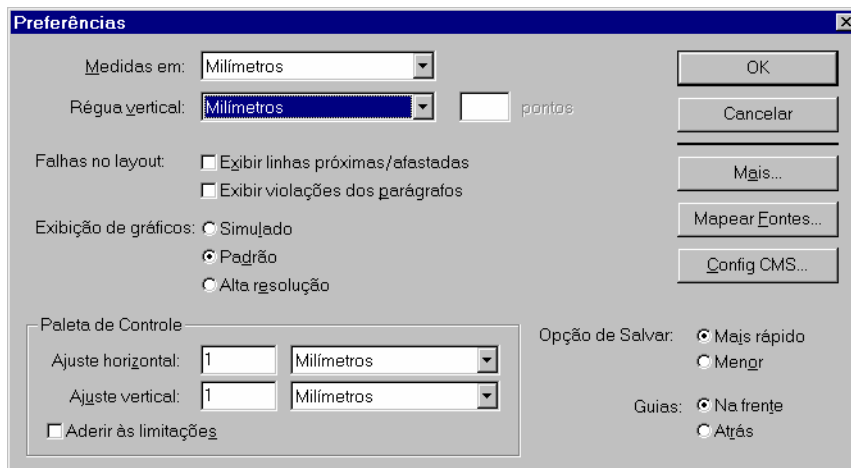 Preferências
Medidas em: Milímetros
OK
Régua vertical: Milímetros pontos
Cancelar
Falhas no layout: Exibir linhas próximas/afastadas
Mais...
Exibir violações dos parágrafos
Mapear Fontes...
Exibição de gráficos: Simulado
Padrão
Config CMS...
Alta resolução
Paleta de Controle
Opção de Salvar: Mais rápido
Ajuste horizontal: 1 Milímetros
Menor
Ajuste vertical: 1 Milímetros
Guias: Na frente
Aderir às limitações
Atrás